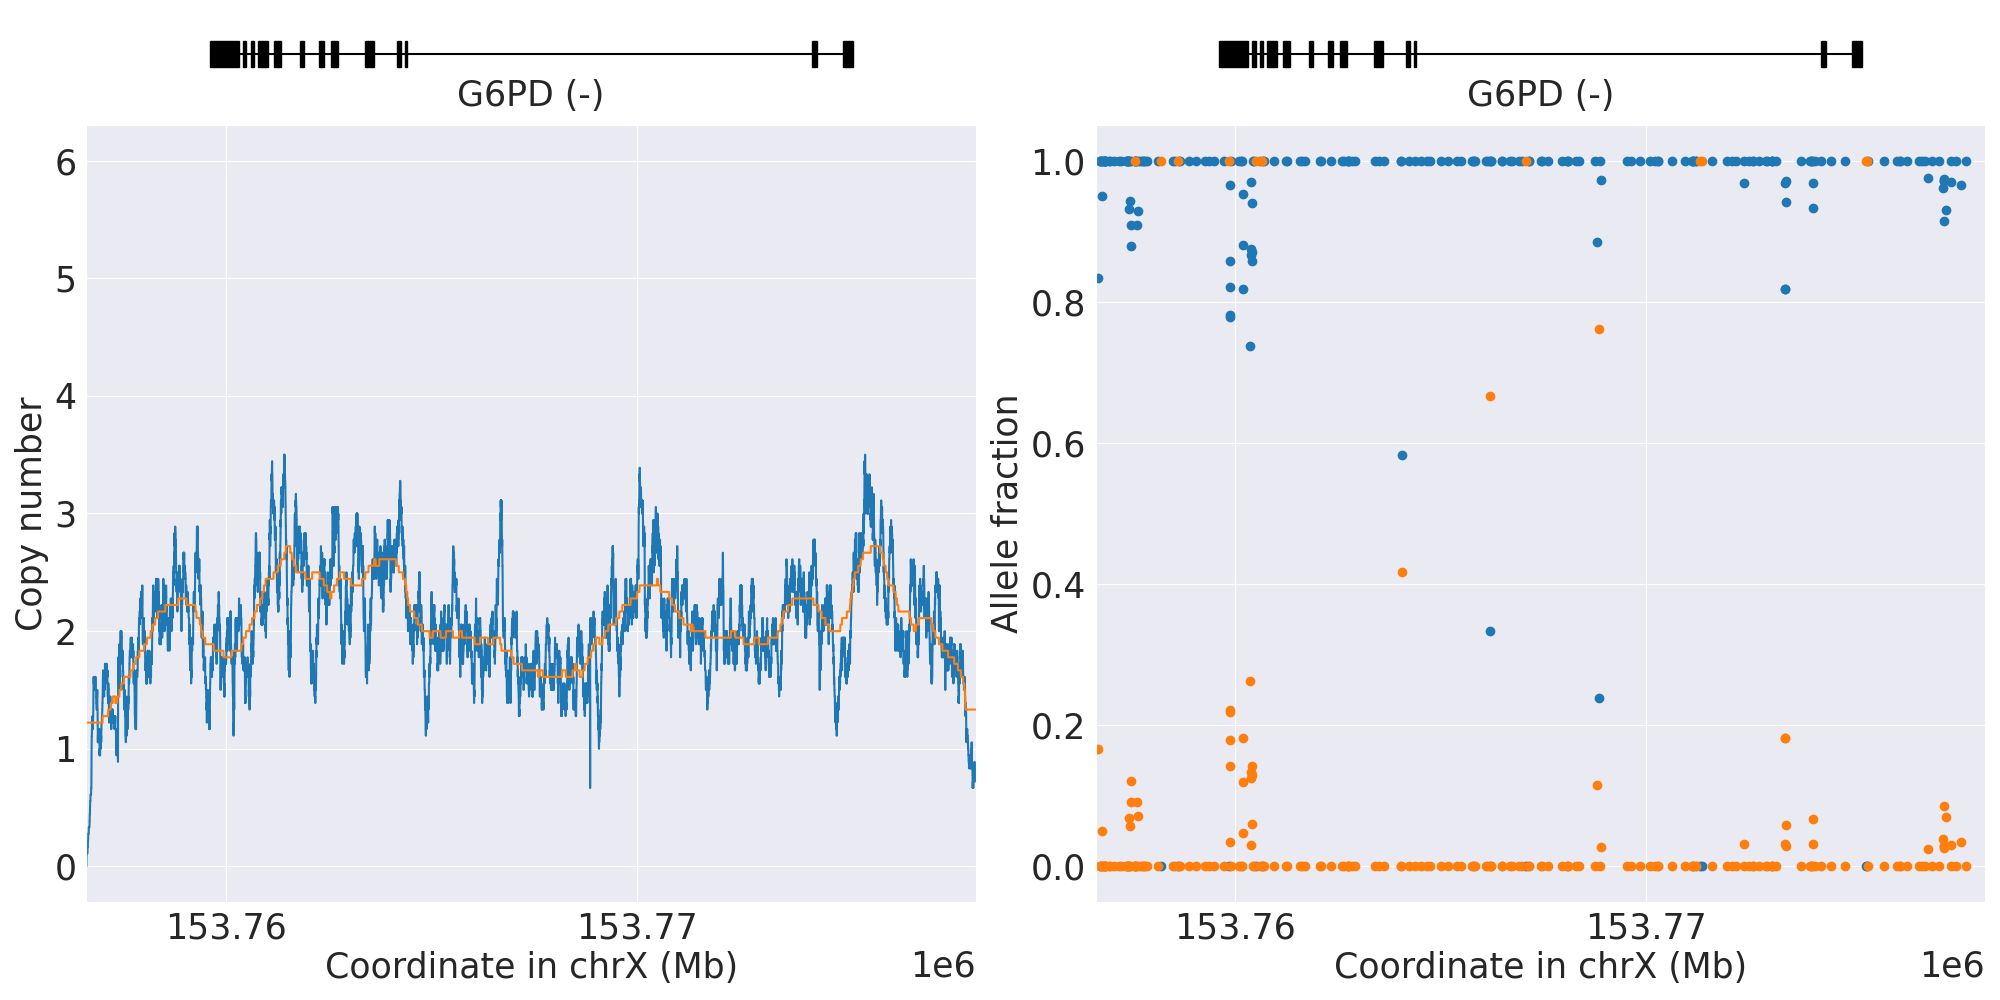 G6PD (-)
Copy number
6
5
4
3
2
1
0
153.76
153.77
Coordinate in chrX (Mb)
1e6
G6PD (-)
Allele fraction
1.0
0.8
0.6
0.4
0.2
0.0
153.76
153.77
Coordinate in chrX (Mb)
1e6